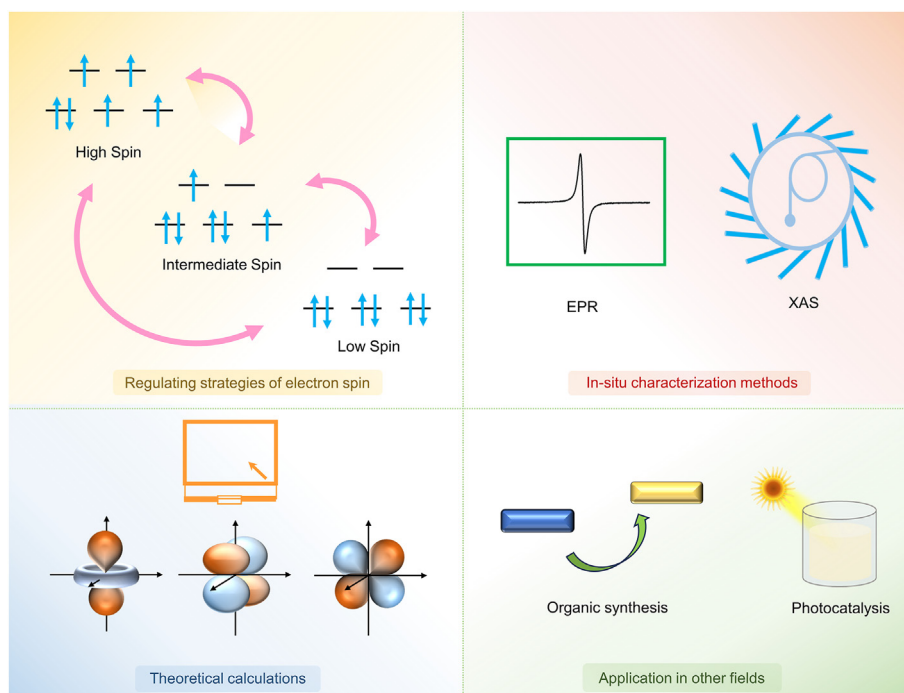 High Spin
Intermediate Spin
Low Spin
Regulating strategies of electron spin
EPR
XAS
In-situ characterization methods
Theoretical calculations
Organic synthesis
Photocatalysis
Application in other fields